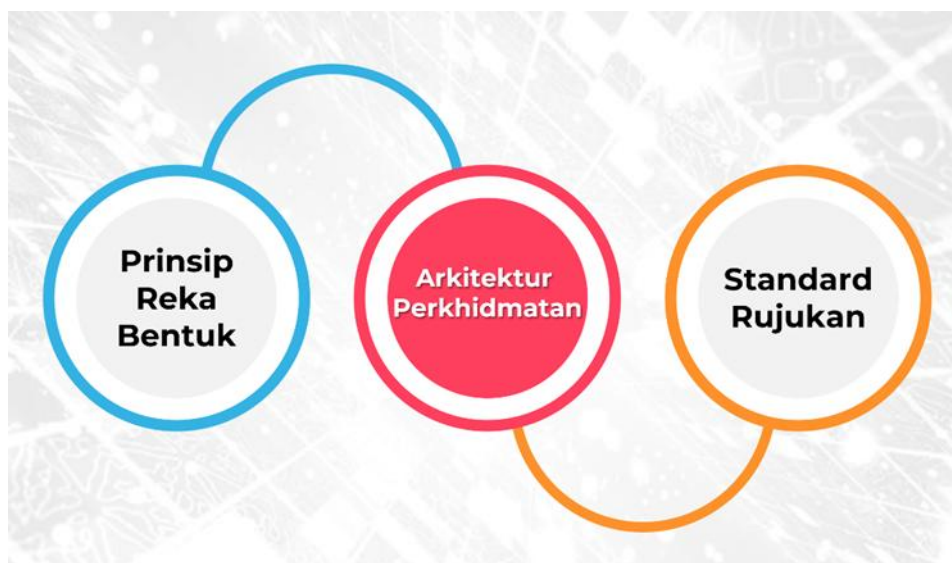 Prinsip
Reka
Bentuk
Arkitektur
Perkhidmatan
Standard
Rujukan